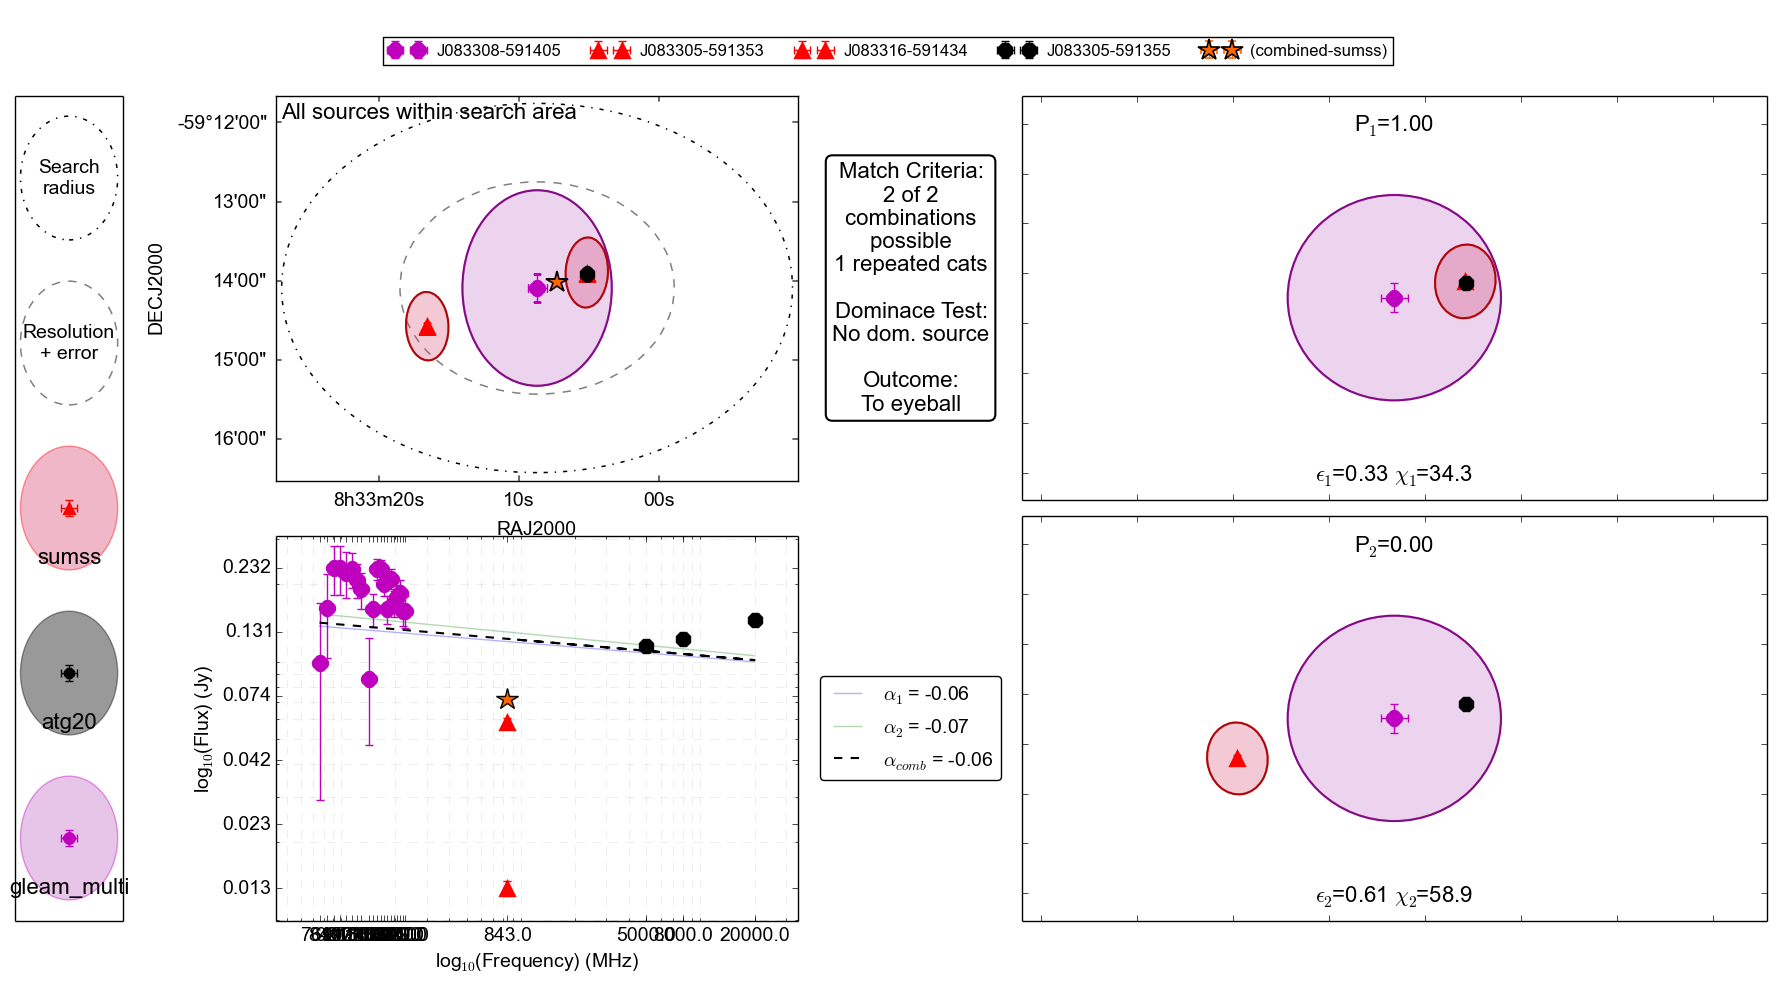 J083308-591405 J083305-591353 J083316-591434 J083305-591355 (combined-sumss)
Search
radius
Resolution
+ error
sumss
atg20
gleam_multi
All sources within search area
-59°12'00"
13'00"
14'00"
15'00"
16'00"
DECJ2000
8h33m20s 10s 00s
RAJ2000
Match Criteria:
2 of 2
combinations
possible
1 repeated cats
Dominace Test:
No dom. source
Outcome:
To eyeball
P1=1.00
ϵ1=0.33 χ1=34.3
0.232
0.131
0.074
0.042
0.023
0.013
log10(Flux) (Jy)
843.0 5000.0 8000.0 20000.0
log10(Frequency) (MHz)
α1 = -0.06
α2 = -0.07
αcomb = -0.06
P2=0.00
ϵ2=0.61 χ2=58.9